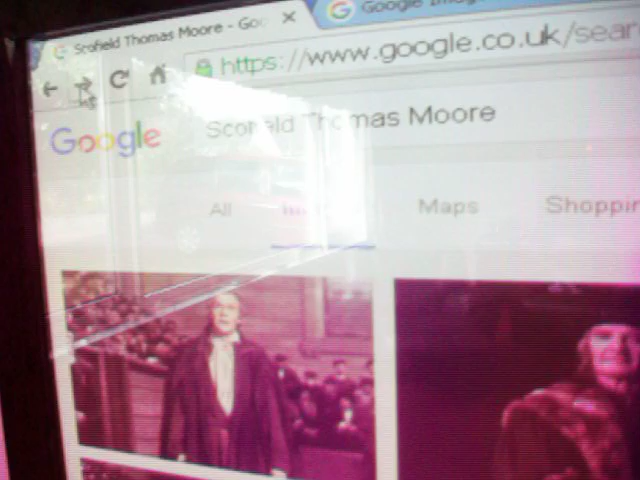 Scofield Thomas Moore - Goo
Google Imag
https://www.google.co.uk/sear
Google
Scofield Thomas Moore
All Maps Shoppin